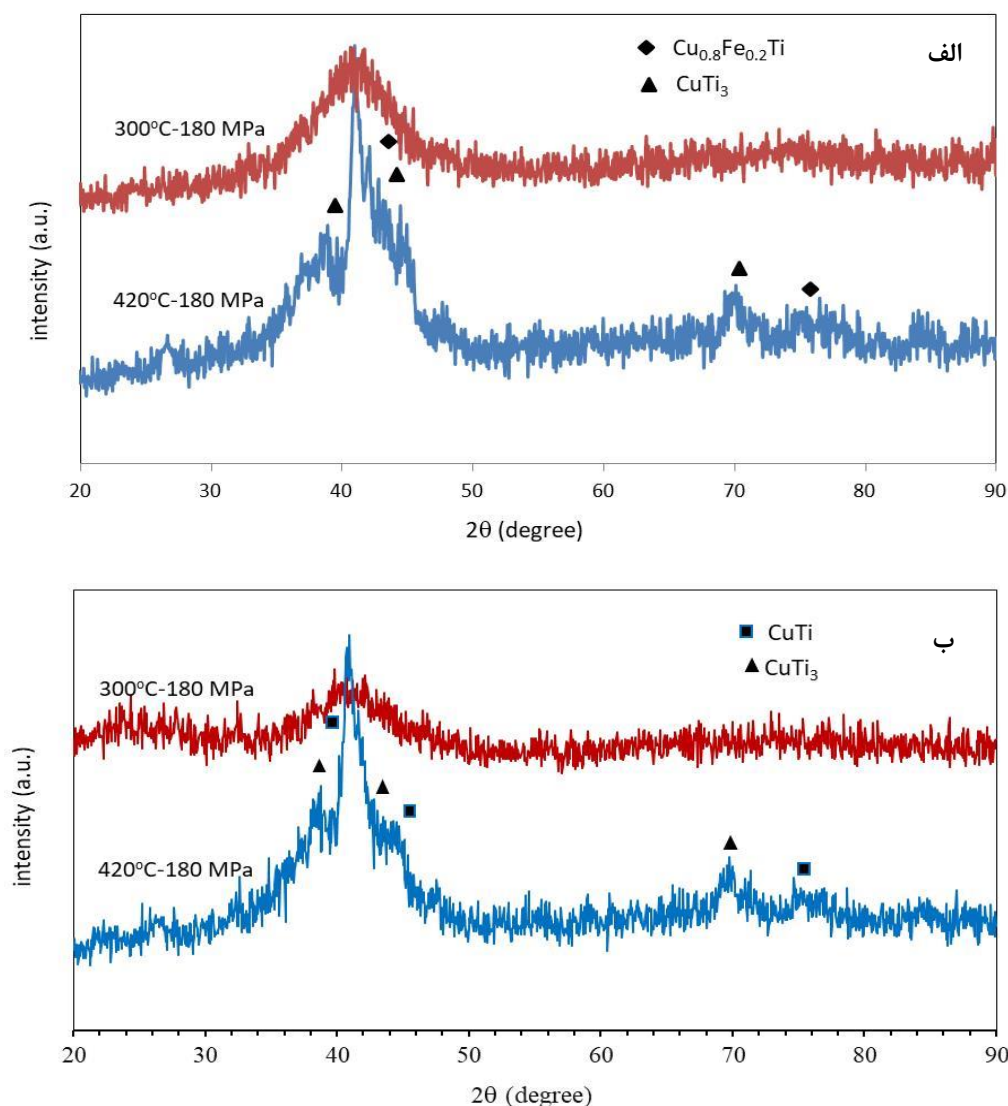 ◆ Cu₀.₈Fe₀.₂Ti
الف
▲ CuTi₃
300°C-180 MPa
420°C-180 MPa
intensity (a.u.)
20 30 40 50 60 70 80 90
2θ (degree)
■ CuTi
ب
▲ CuTi₃
300°C-180 MPa
420°C-180 MPa
intensity (a.u.)
20 30 40 50 60 70 80 90
2θ (degree)